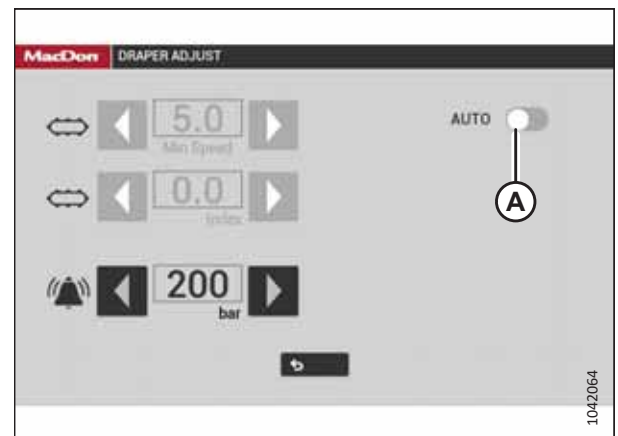 MacDon DRAPER ADJUST
5.0
Min Speed
AUTO
0.0
Index
A
200
bar
1042064